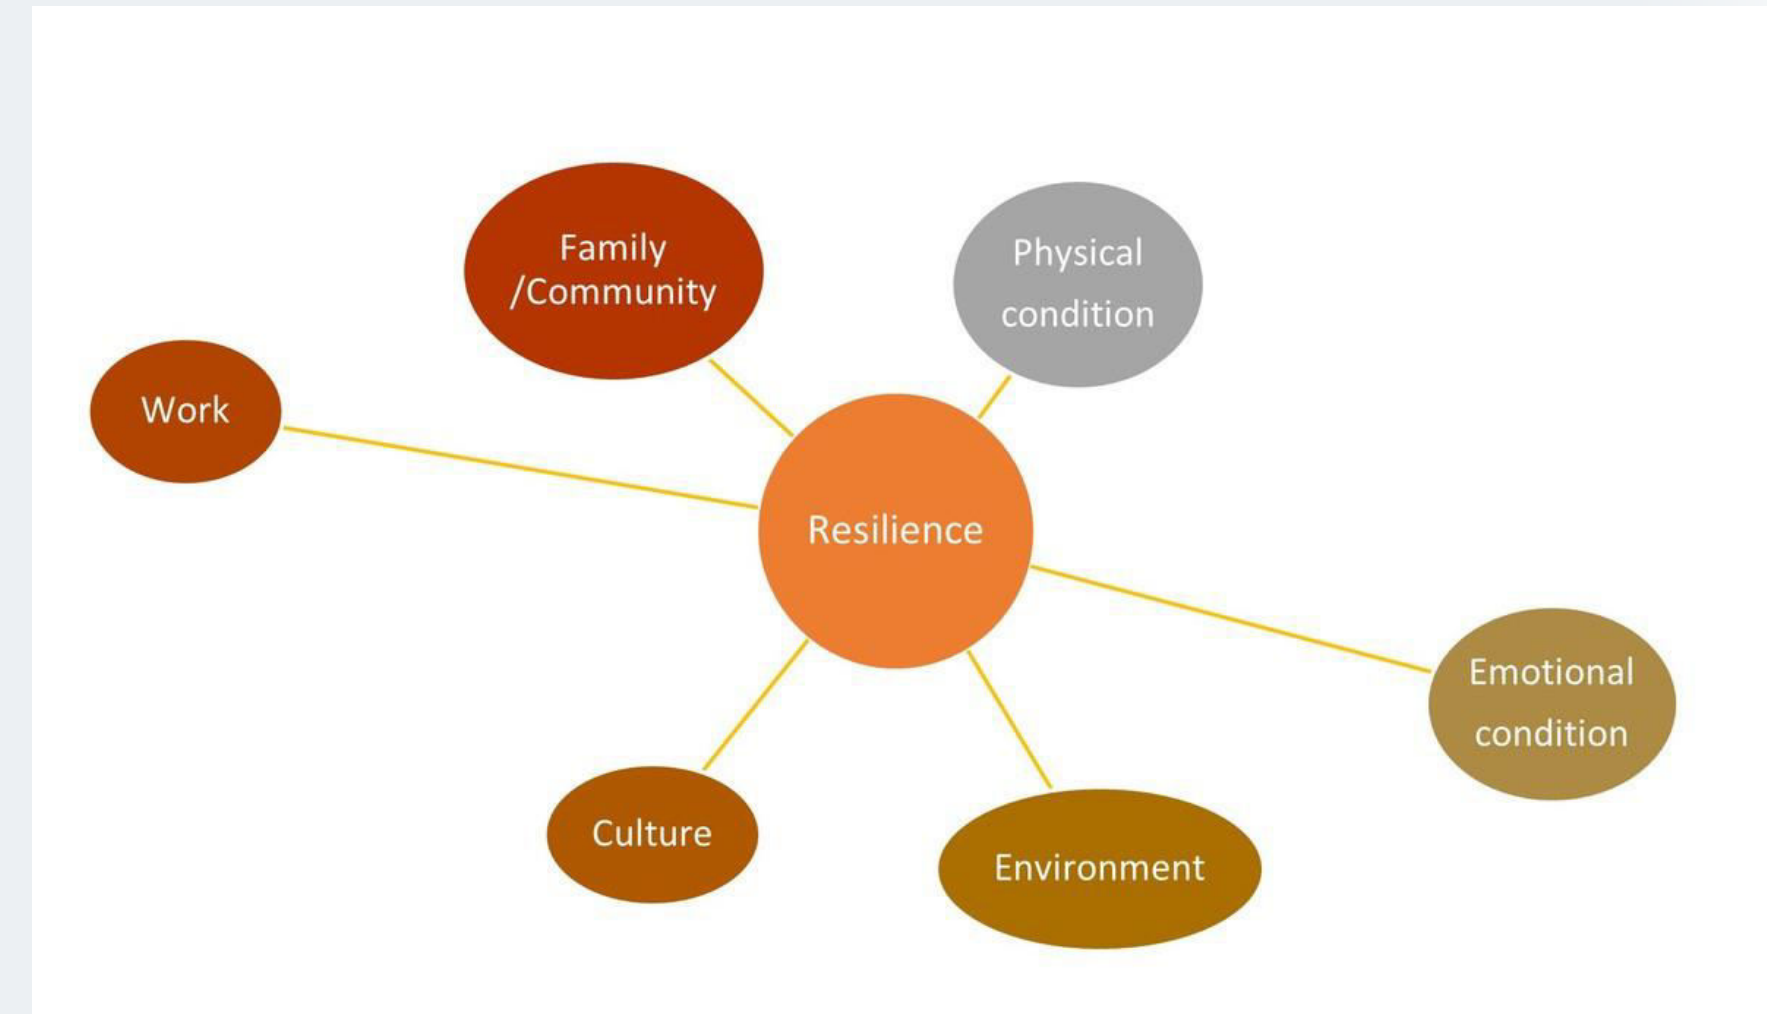 Family
/Community
Physical
condition
Work
Resilience
Emotional
condition
Culture
Environment